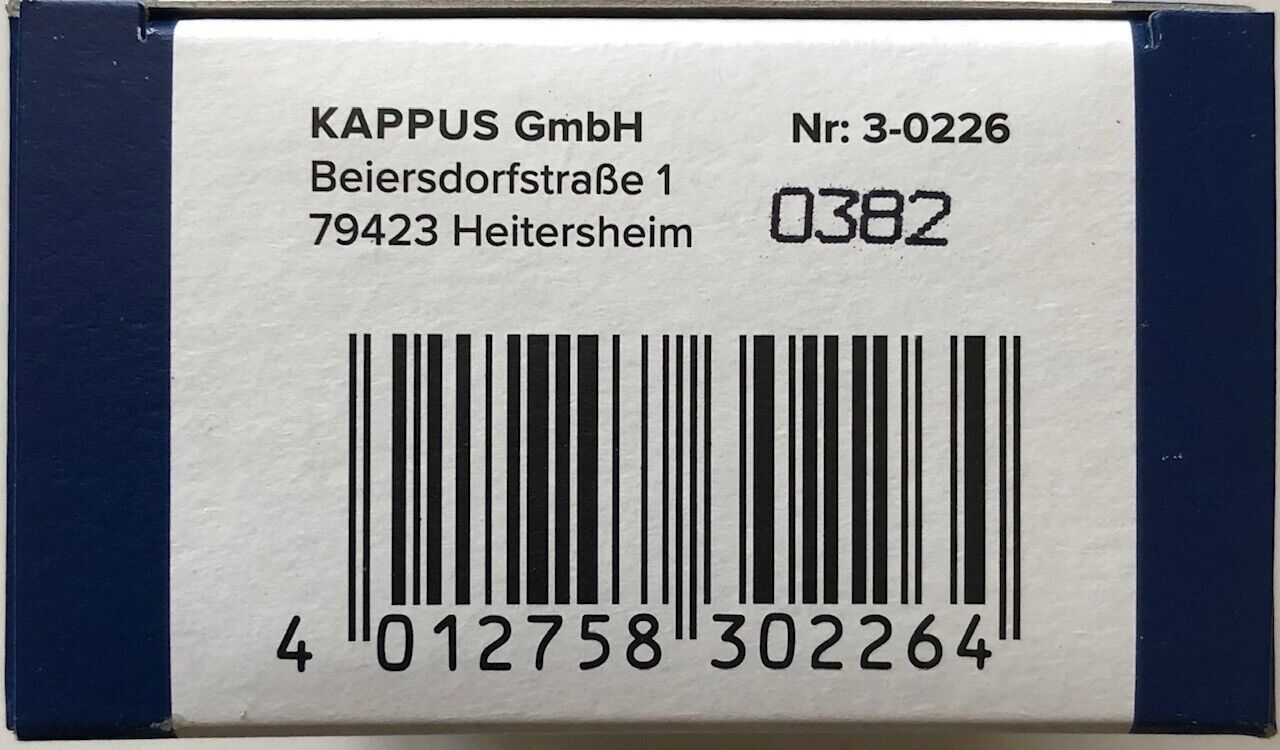 KAPPUS GmbH
Beiersdorfstraße 1
79423 Heitersheim
Nr: 3-0226
0382
4 012758 302264